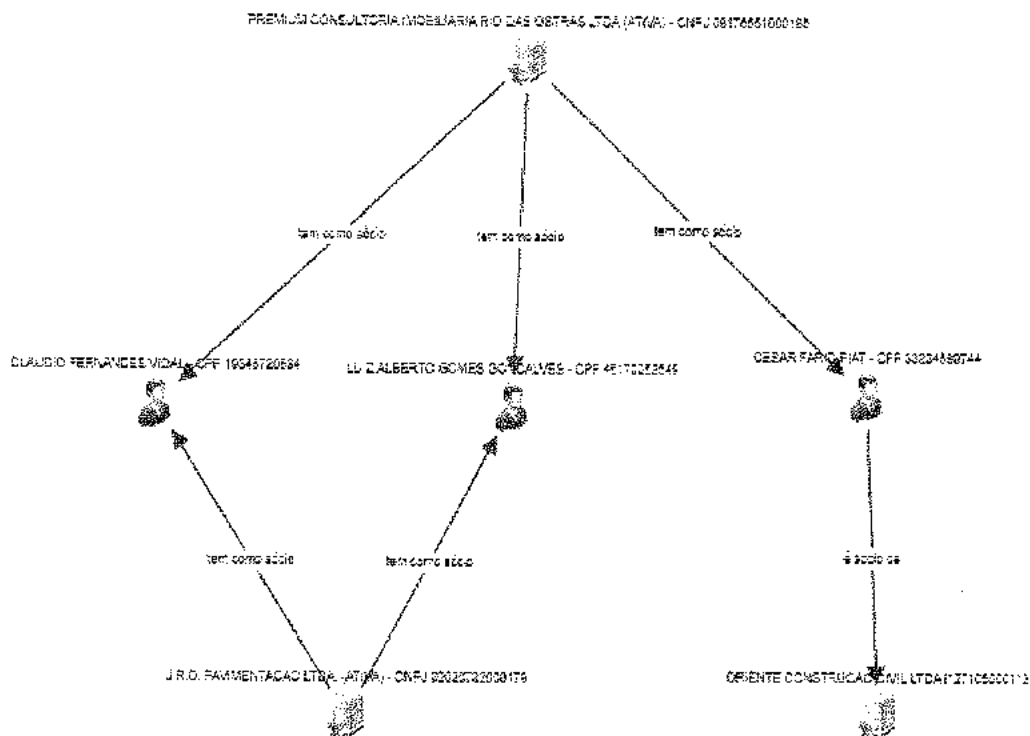 PREMIUM CONSULTORIA IMOBILIARIA RIO DAS OSTRAS LTDA (ATIVA) - CNPJ
tem como sócio
tem como sócio
tem como sócio
CLAUDIO FERNANDES VIDAL - CPF
LUIZ ALBERTO GOMES GONCALVES - CPF
CESAR FARID FIAT - CPF
tem como sócio
tem como sócio
é sócio de
J.R.O. PAVIMENTACAO LTDA. (ATIVA) - CNPJ
ORIENTE CONSTRUCAO CIVIL LTDA